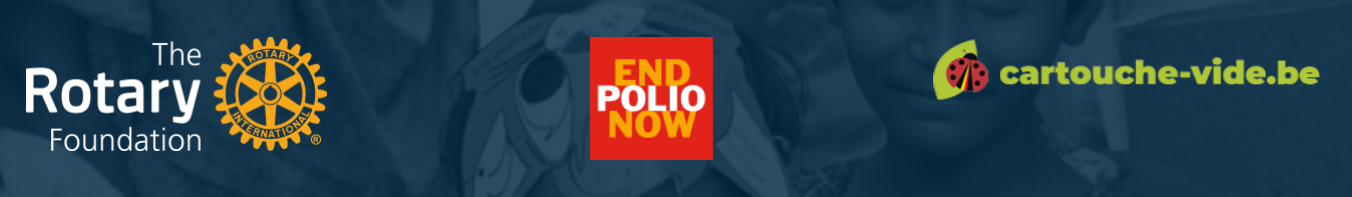 The
Rotary
Foundation
ROTARY
INTERNATIONAL
®
END
POLIO
NOW
cartouche-vide.be